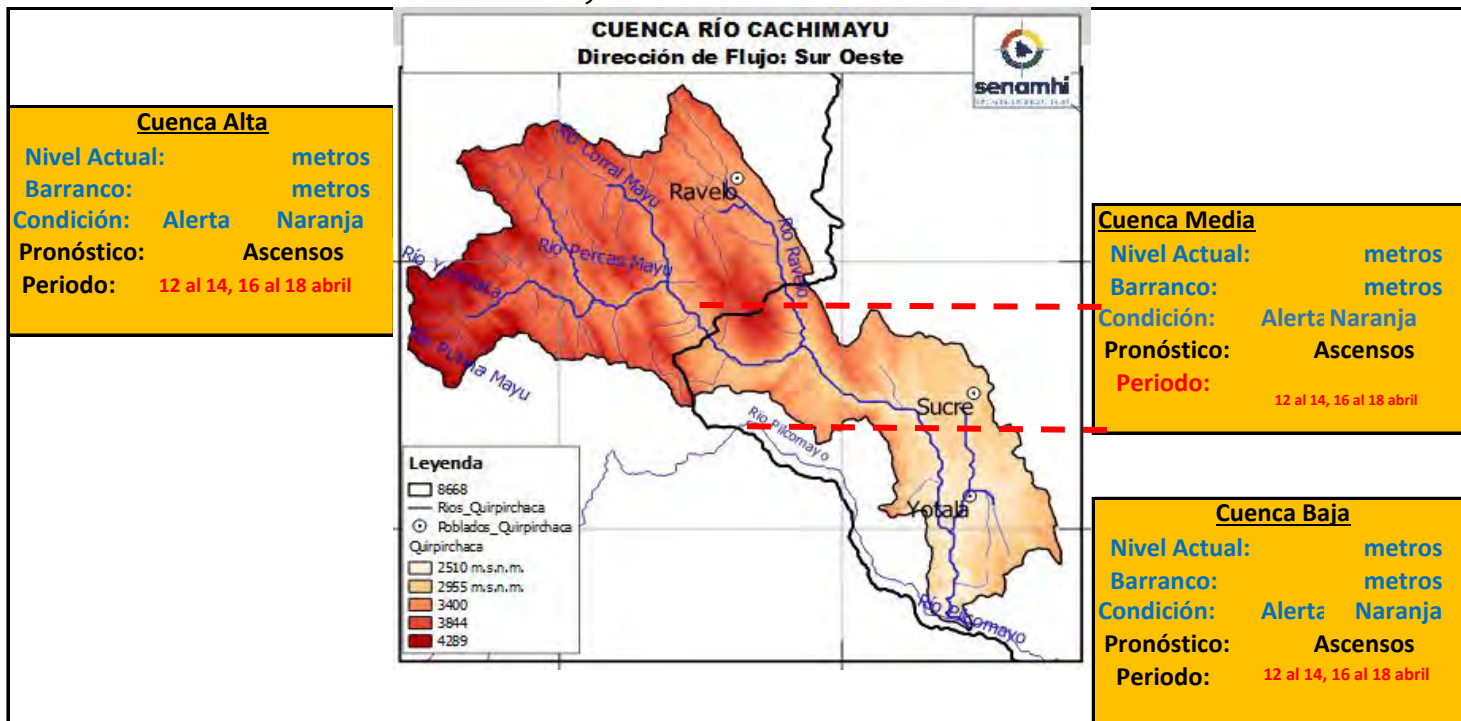 CUENCA RÍO CACHIMAYU
Dirección de Flujo: Sur Oeste
senamhi
Cuenca Alta
Nivel Actual: metros
Barranco: metros
Condición: Alerta Naranja
Pronóstico: Ascensos
Periodo: 12 al 14, 16 al 18 abril
Río Corral Mayu
Ravelo
Río Ravelo
Río Percas Mayu
Río
Mayu
Sucre
Río Pilcomayo
Yotala
Río Pilcomayo
Leyenda
8668
Rios_Quirpirchaca
Poblados_Quirpirchaca
Quirpirchaca
2510 m.s.n.m.
2955 m.s.n.m.
3400
3844
4289
Cuenca Media
Nivel Actual: metros
Barranco: metros
Condición: Alerta Naranja
Pronóstico: Ascensos
Periodo:
12 al 14, 16 al 18 abril
Cuenca Baja
Nivel Actual: metros
Barranco: metros
Condición: Alerta Naranja
Pronóstico: Ascensos
Periodo: 12 al 14, 16 al 18 abril